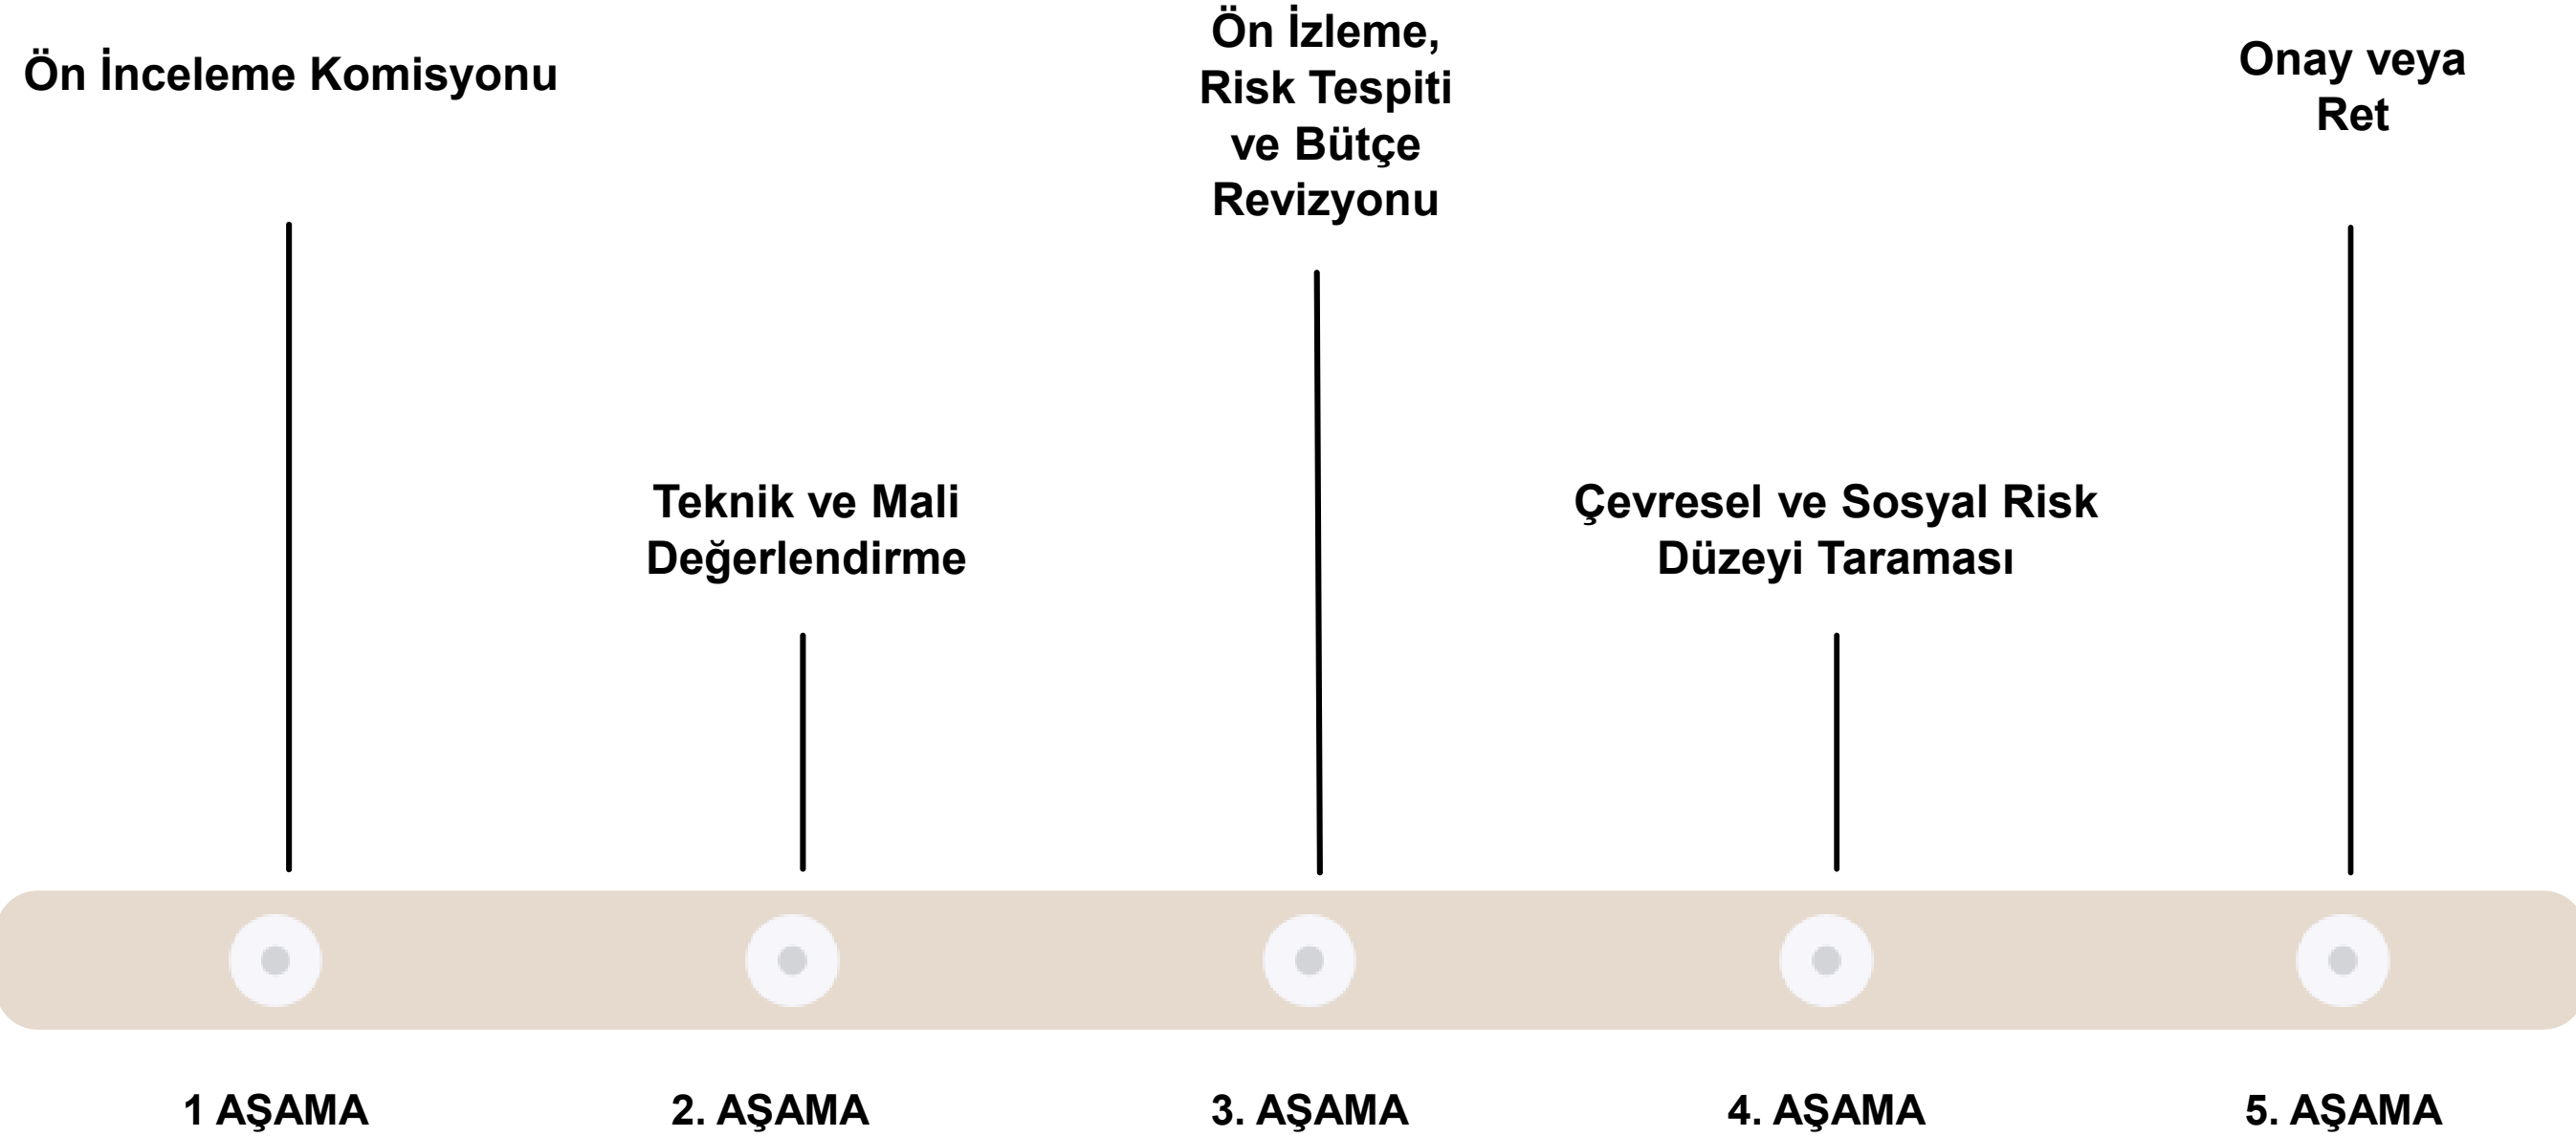 Ön İnceleme Komisyonu
Teknik ve Mali
Değerlendirme
Ön İzleme,
Risk Tespiti
ve Bütçe
Revizyonu
Çevresel ve Sosyal Risk
Düzeyi Taraması
Onay veya
Ret
1 AŞAMA
2. AŞAMA
3. AŞAMA
4. AŞAMA
5. AŞAMA